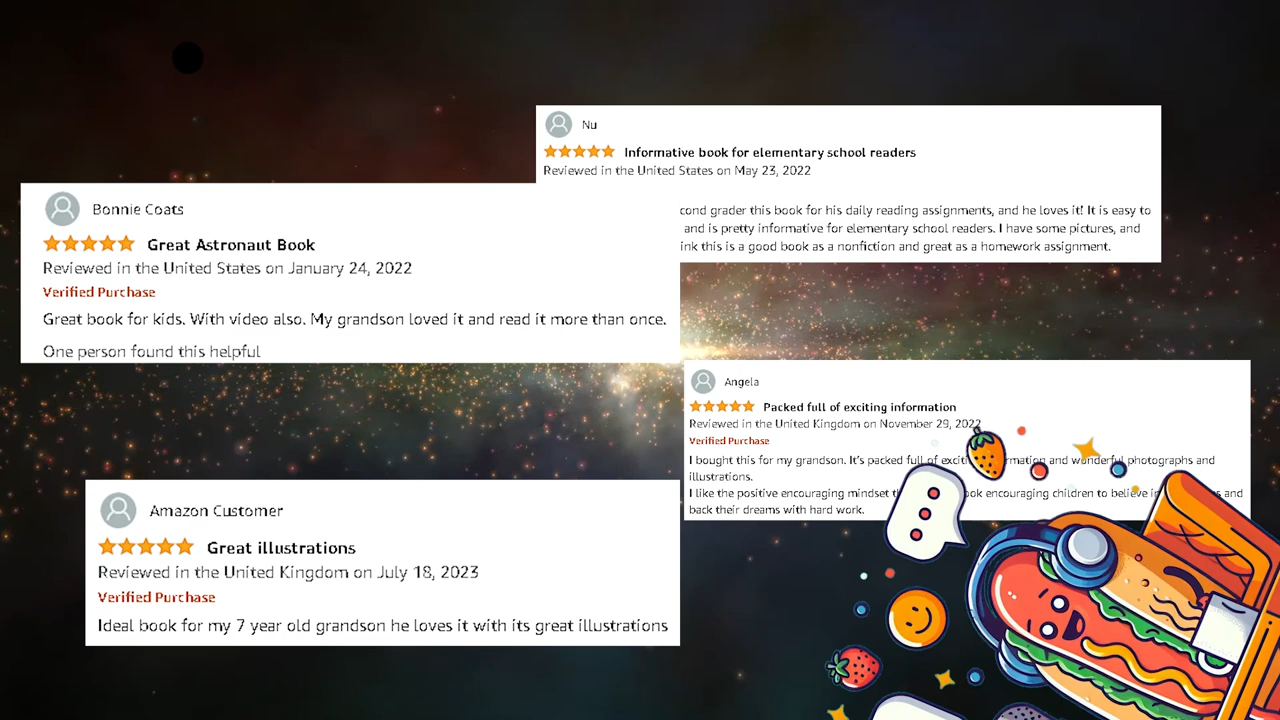 Nu
Informative book for elementary school readers
Reviewed in the United States on May 23, 2022
cond grader this book for his daily reading assignments, and he loves it! It is easy to
and is pretty informative for elementary school readers. I have some pictures, and
ink this is a good book as a nonfiction and great as a homework assignment.
Bonnie Coats
Great Astronaut Book
Reviewed in the United States on January 24, 2022
Verified Purchase
Great book for kids. With video also. My grandson loved it and read it more than once.
One person found this helpful
Angela
Packed full of exciting information
Reviewed in the United Kingdom on November 29, 2022
Verified Purchase
I bought this for my grandson. It's packed full of and wonderful photographs and
illustrations.
I like the positive encouraging mindset encouraging children to believe and
back their dreams with hard work.
Amazon Customer
Great illustrations
Reviewed in the United Kingdom on July 18, 2023
Verified Purchase
Ideal book for my 7 year old grandson he loves it with its great illustrations